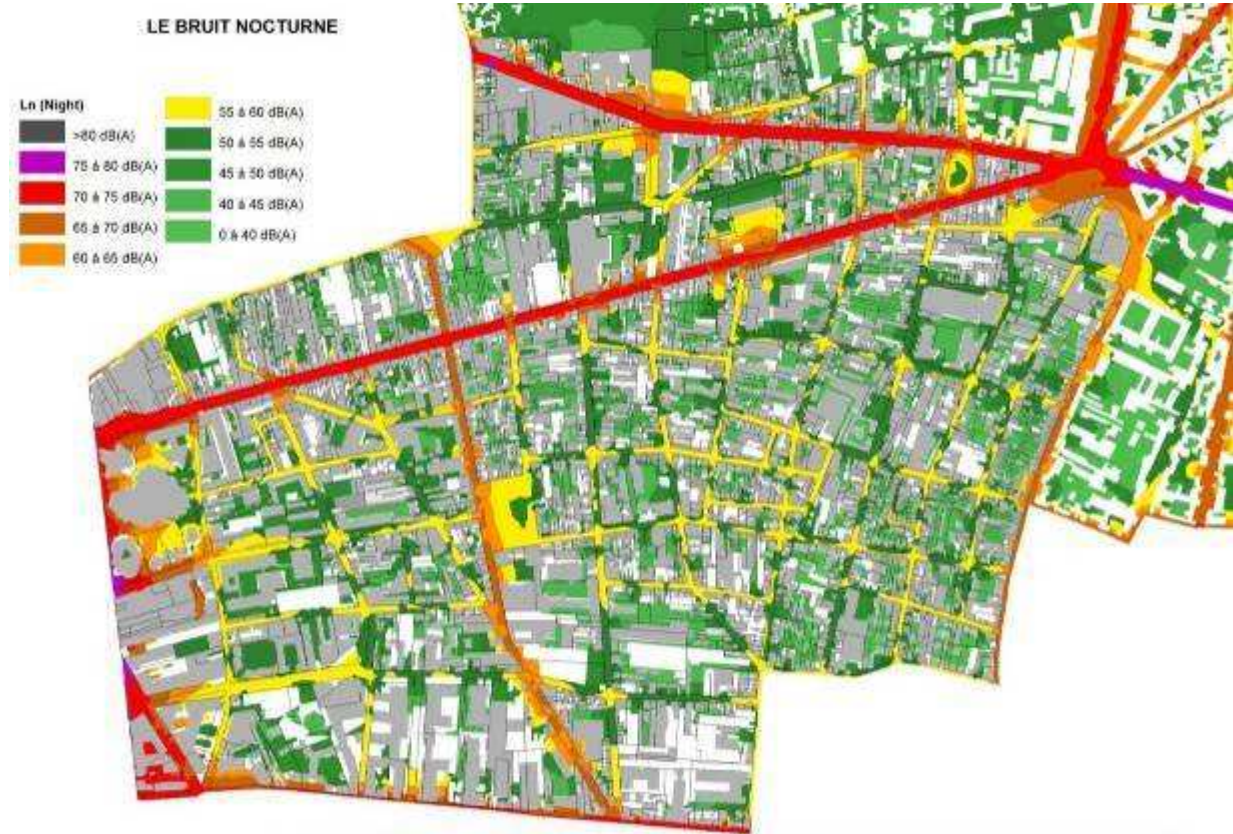 LE BRUIT NOCTURNE
Ln (Night)
>80 dB(A)
75 à 80 dB(A)
70 à 75 dB(A)
65 à 70 dB(A)
60 à 65 dB(A)
55 à 60 dB(A)
50 à 55 dB(A)
45 à 50 dB(A)
40 à 45 dB(A)
0 à 40 dB(A)